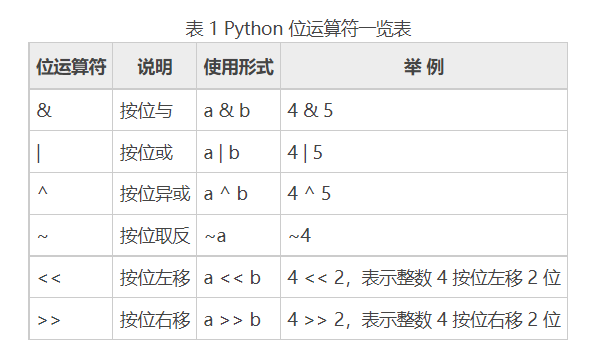 表 1 Python 位运算符一览表
位运算符 说明 使用形式 举 例
& 按位与 a & b 4 & 5
| 按位或 a | b 4 | 5
^ 按位异或 a ^ b 4 ^ 5
~ 按位取反 ~a ~4
<< 按位左移 a << b 4 << 2，表示整数 4 按位左移 2 位
>> 按位右移 a >> b 4 >> 2，表示整数 4 按位右移 2 位